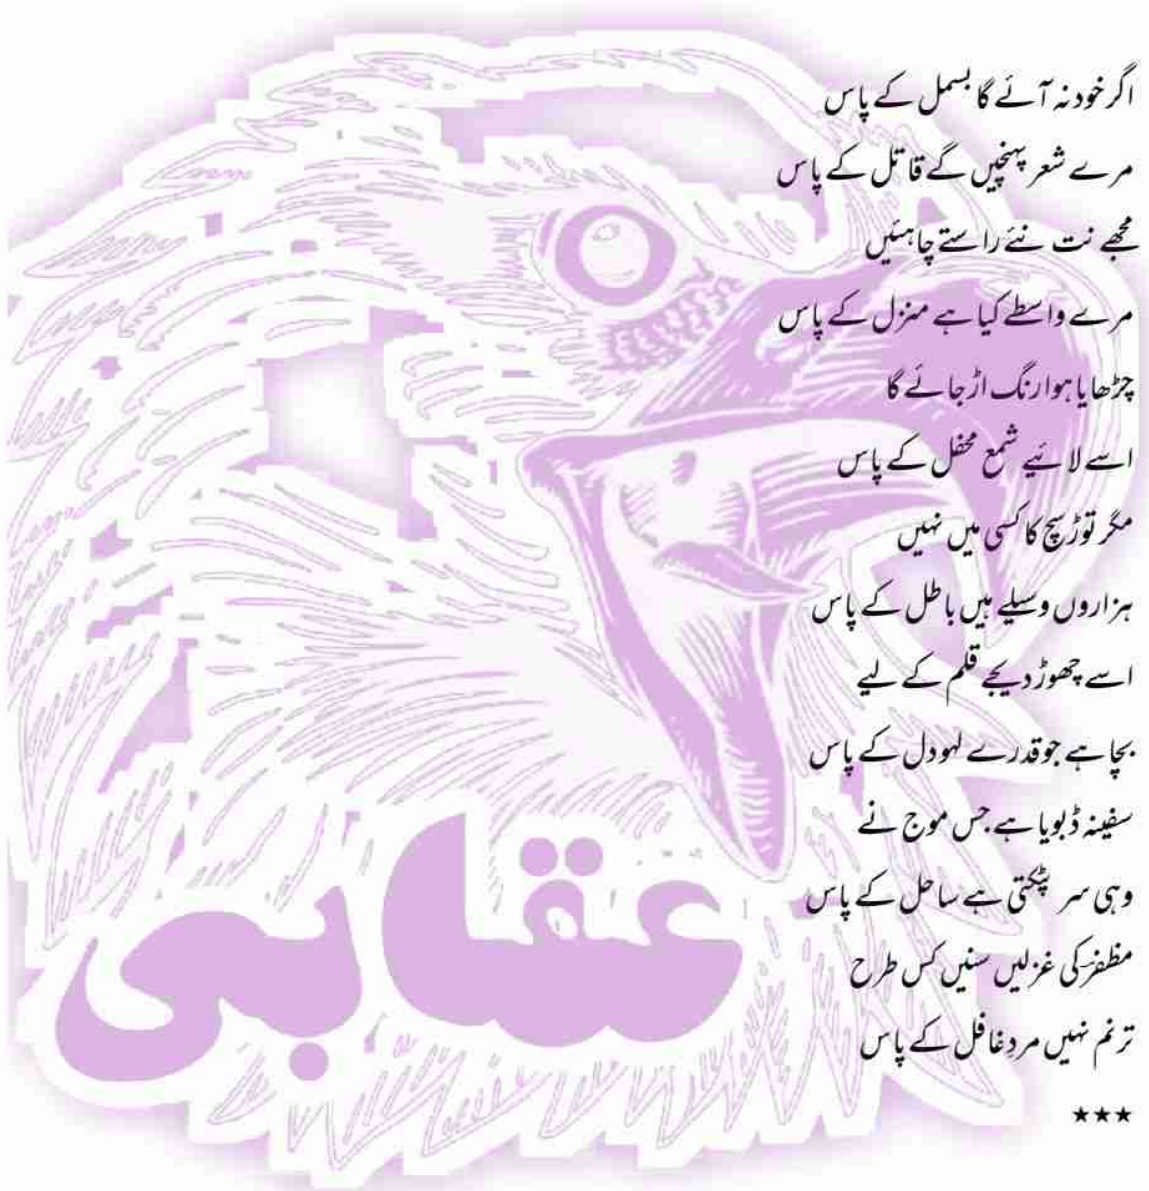 اگر خود نہ آئے گا بسمل کے پاس
مرے شعر پہنچیں گے قاتل کے پاس
مجھے نت نئے راستے چاہئیں
مرے واسطے کیا ہے منزل کے پاس
چڑھایا ہوا رنگ اڑ جائے گا
اسے لائیے شمع محفل کے پاس
مگر توڑ سچ کا کسی میں نہیں
ہزاروں وسیلے ہیں باطل کے پاس
اسے چھوڑ دیجے قلم کے لیے
بچا ہے جو قدرے لہو دل کے پاس
سفینہ ڈبویا ہے جس موج نے
وہی سر پٹکتی ہے ساحل کے پاس
مظفرؔ کی غزلیں سنیں کس طرح
ترنم نہیں مردِ غافل کے پاس
★★★
عقابی